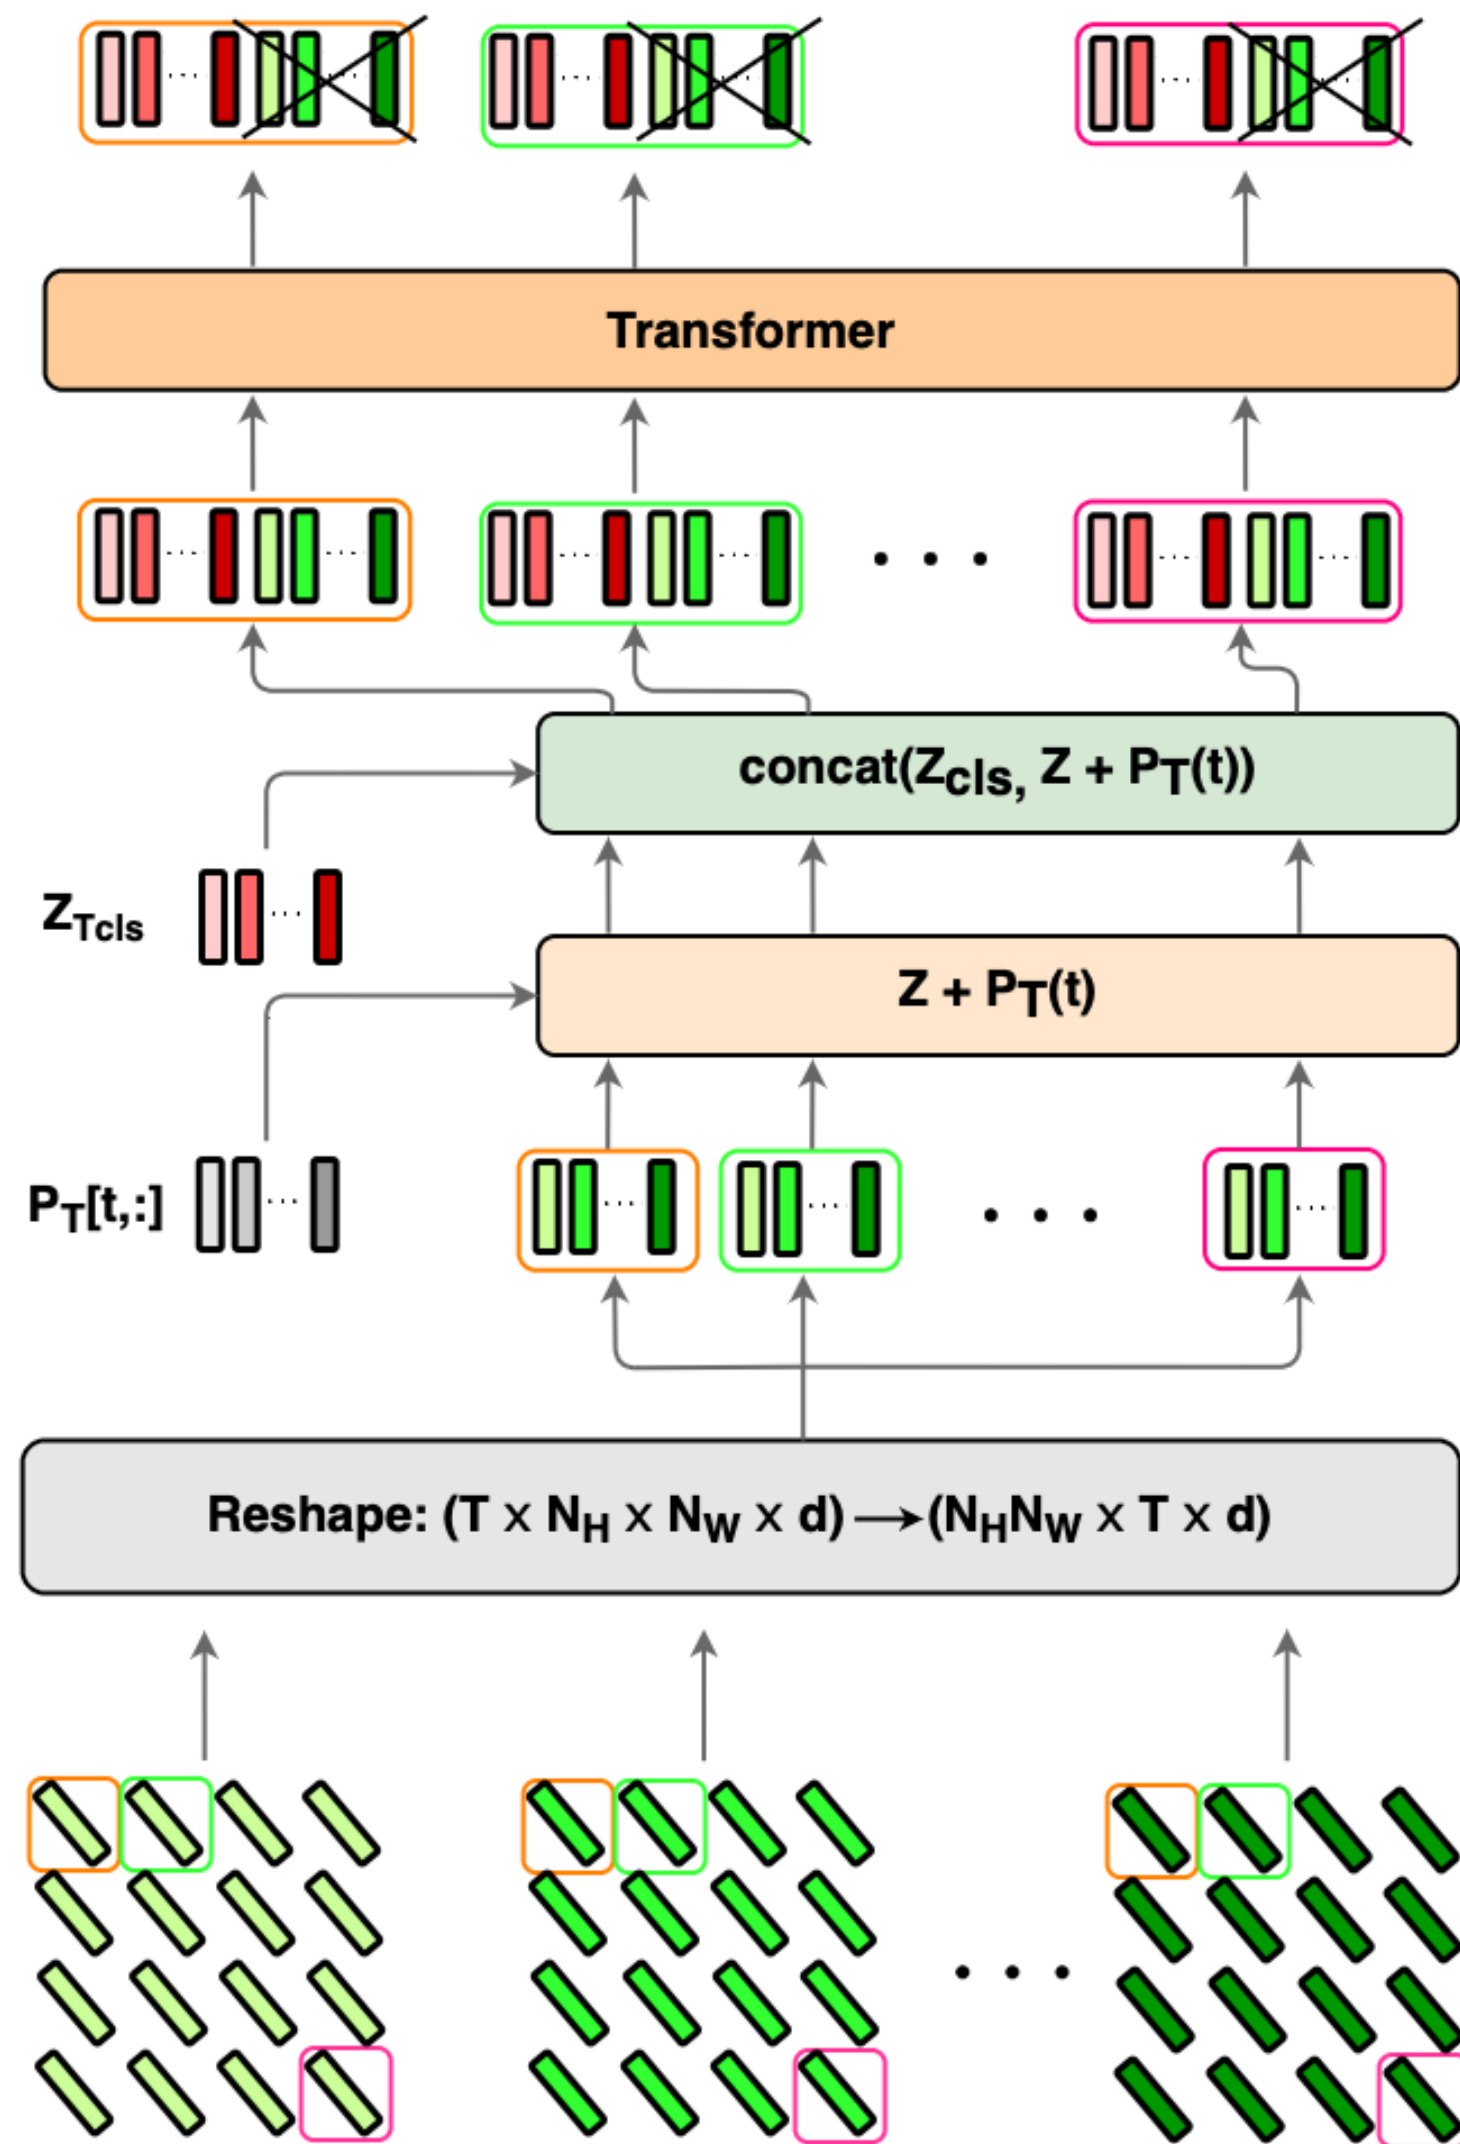 Transformer
concat(Zcls, Z + PT(t))
ZTcls
Z + PT(t)
PT[t,:]
Reshape: (T x NH x NW x d) → (NHNW x T x d)